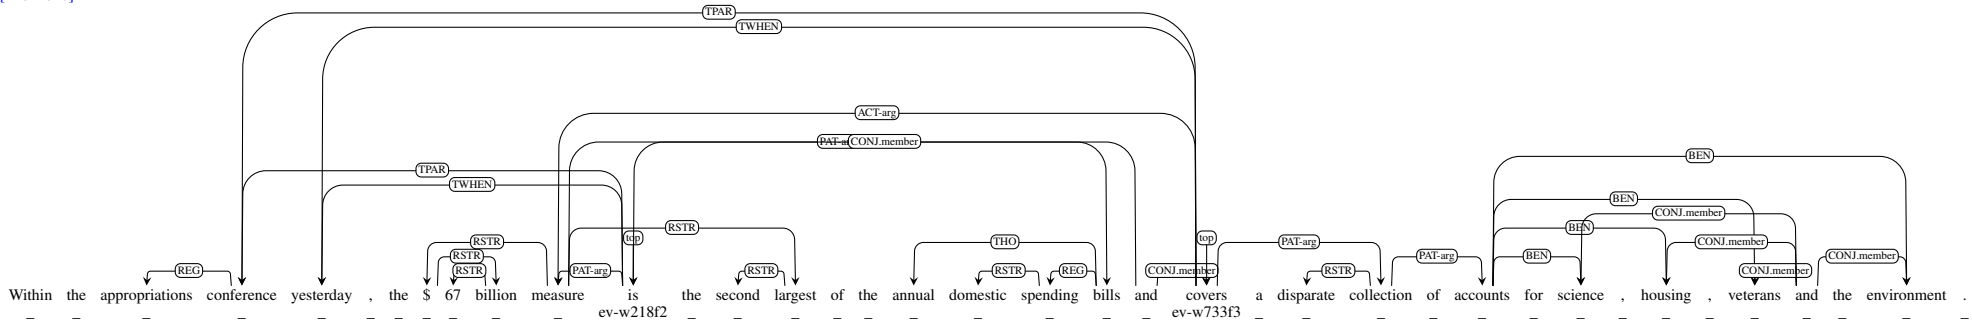 TPAR
TWHEN
ACT-arg
CONJ.member
BEN
TPAR
TWHEN
BEN
CONJ.member
RSTR
top
RSTR
THO
top
PAT-arg
BEN
CONJ.member
RSTR
PAT-arg
BEN
CONJ.member
REG
RSTR
PAT-arg
RSTR
RSTR
REG
CONJ.member
RSTR
CONJ.member
Within the appropriations conference yesterday , the $ 67 billion measure is the second largest of the annual domestic spending bills and covers a disparate collection of accounts for science , housing , veterans and the environment .
ev-w218f2 ev-w733f3